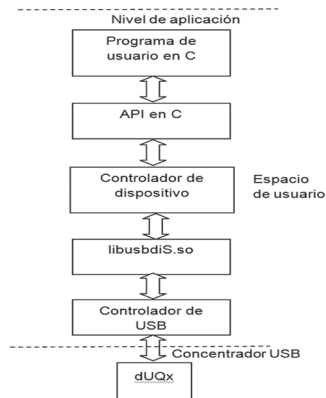 Nivel de aplicación
Programa de
usuario en C
API en C
Controlador de
dispositivo
Espacio
de usuario
libusbdiS.so
Controlador de
USB
Concentrador USB
dUQx